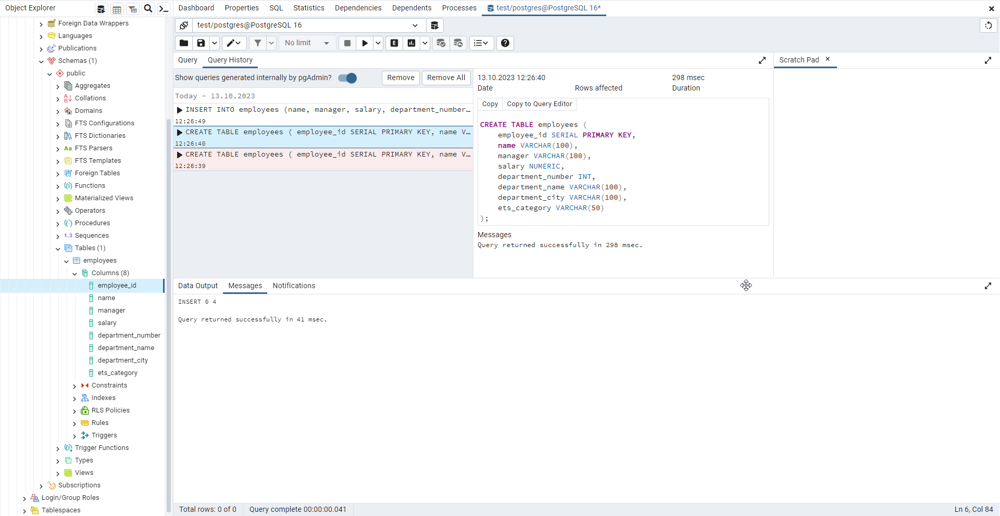 Object Explorer
Dashboard Properties SQL Statistics Dependencies Dependents Processes test/postgres@PostgreSQL 16*
Foreign Data Wrappers
Languages
Publications
Schemas (1)
public
Aggregates
Collations
Domains
FTS Configurations
FTS Dictionaries
Aa FTS Parsers
FTS Templates
Foreign Tables
Functions
Materialized Views
Operators
Procedures
1..3 Sequences
Tables (1)
employees
Columns (8)
employee_id
name
manager
salary
department_number
department_name
department_city
ets_category
Constraints
Indexes
RLS Policies
Rules
Triggers
Trigger Functions
Types
Views
Subscriptions
Login/Group Roles
Tablespaces
test/postgres@PostgreSQL 16
No limit
E
Query Query History
Scratch Pad
Show queries generated internally by pgAdmin? Remove Remove All
Today - 13.10.2023
INSERT INTO employees (name, manager, salary, department_number…
12:26:49
CREATE TABLE employees ( employee_id SERIAL PRIMARY KEY, name V…
12:26:40
CREATE TABLE employees ( employee_id SERIAL PRIMARY KEY, name V…
12:26:39
13.10.2023 12:26:40 298 msec
Date Rows affected Duration
Copy Copy to Query Editor
CREATE TABLE employees (
employee_id SERIAL PRIMARY KEY,
name VARCHAR(100),
manager VARCHAR(100),
salary NUMERIC,
department_number INT,
department_name VARCHAR(100),
department_city VARCHAR(100),
ets_category VARCHAR(50)
);
Messages
Query returned successfully in 298 msec.
Data Output Messages Notifications
INSERT 0 4
Query returned successfully in 41 msec.
Total rows: 0 of 0 Query complete 00:00:00.041 Ln 6, Col 84